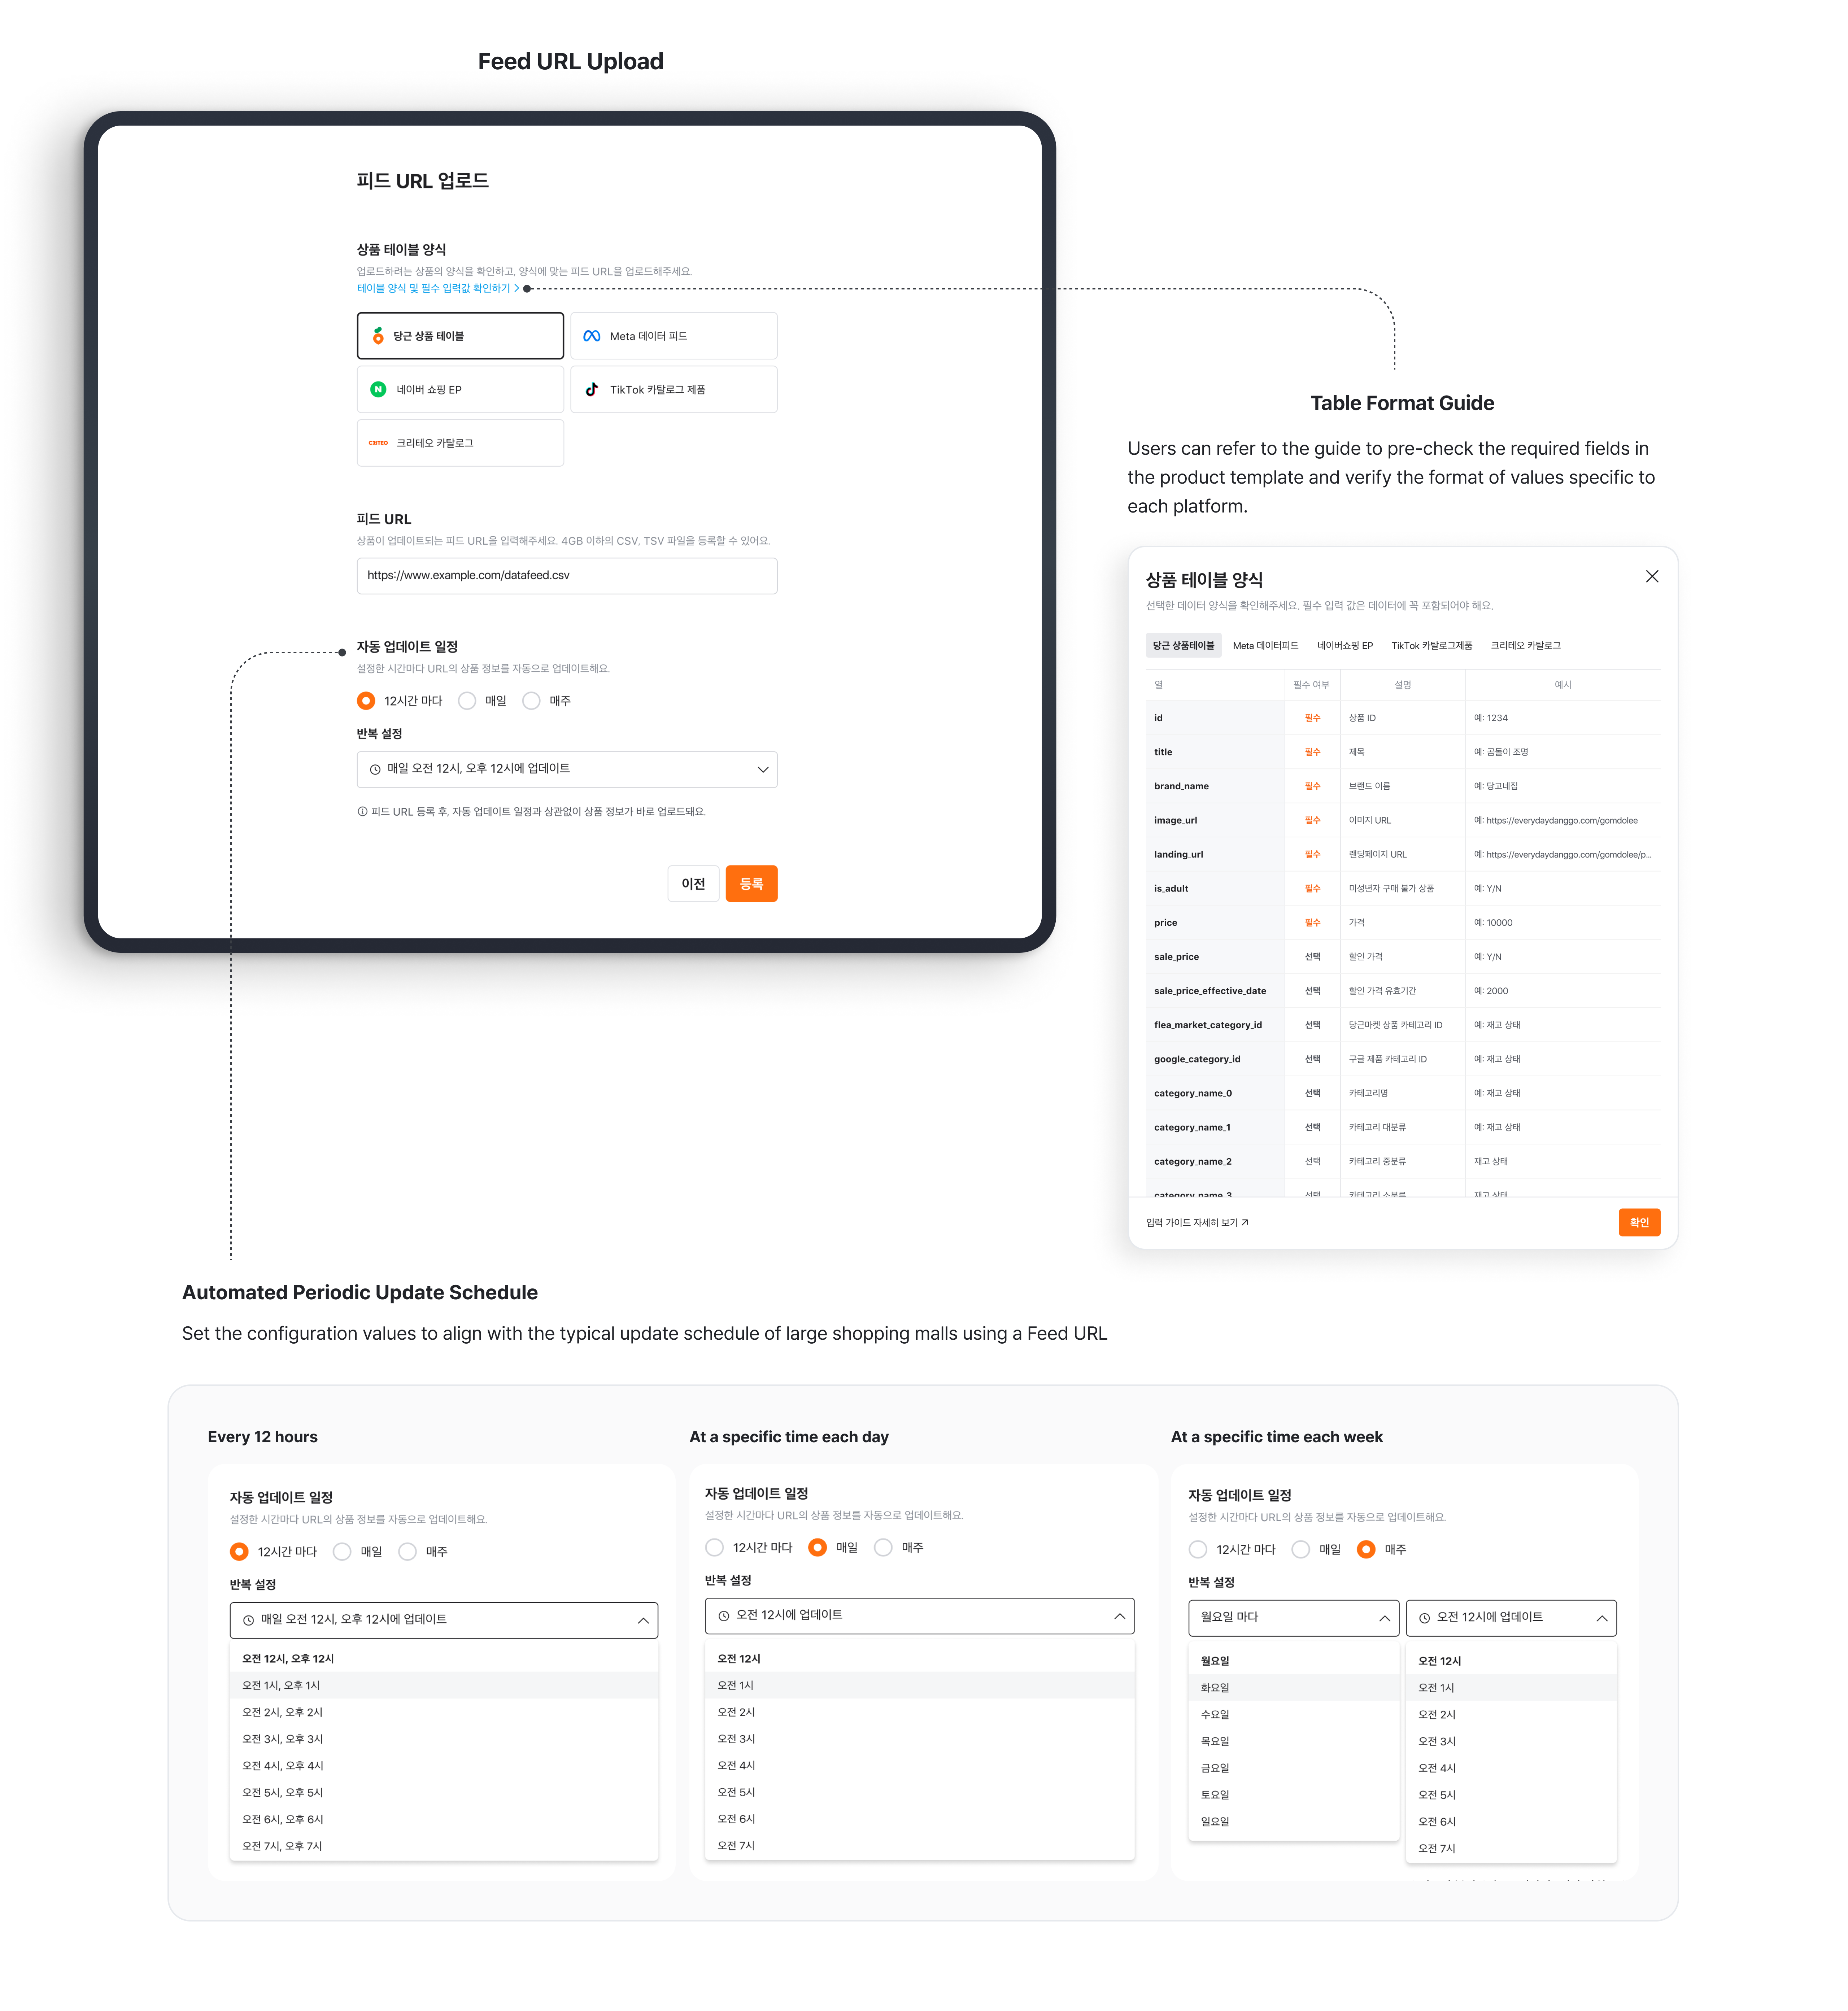 Feed URL Upload
피드 URL 업로드
상품 테이블 양식
업로드하려는 상품의 양식을 확인하고, 양식에 맞는 피드 URL을 업로드해주세요.
테이블 양식 및 필수 입력값 확인하기 >
당근 상품 테이블
Meta 데이터 피드
네이버 쇼핑 EP
TikTok 카탈로그 제품
CRITEO 크리테오 카탈로그
피드 URL
상품이 업데이트되는 피드 URL을 입력해주세요. 4GB 이하의 CSV, TSV 파일을 등록할 수 있어요.
https://www.example.com/datafeed.csv
자동 업데이트 일정
설정한 시간마다 URL의 상품 정보를 자동으로 업데이트해요.
12시간 마다 매일 매주
반복 설정
매일 오전 12시, 오후 12시에 업데이트
피드 URL 등록 후, 자동 업데이트 일정과 상관없이 상품 정보가 바로 업로드돼요.
이전 등록
Table Format Guide
Users can refer to the guide to pre-check the required fields in
the product template and verify the format of values specific to
each platform.
상품 테이블 양식
선택한 데이터 양식을 확인해주세요. 필수 입력 값은 데이터에 꼭 포함되어야 해요.
당근 상품테이블 Meta 데이터피드 네이버쇼핑 EP TikTok 카탈로그제품 크리테오 카탈로그
열 필수 여부 설명 예시
id 필수 상품 ID 예: 1234
title 필수 제목 예: 곰돌이 조명
brand_name 필수 브랜드 이름 예: 당고네집
image_url 필수 이미지 URL 예: https://everydaydanggo.com/gomdolee
landing_url 필수 랜딩페이지 URL 예: https://everydaydanggo.com/gomdolee/p...
is_adult 필수 미성년자 구매 불가 상품 예: Y/N
price 필수 가격 예: 10000
sale_price 선택 할인 가격 예: Y/N
sale_price_effective_date 선택 할인 가격 유효기간 예: 2000
flea_market_category_id 선택 당근마켓 상품 카테고리 ID 예: 재고 상태
google_category_id 선택 구글 제품 카테고리 ID 예: 재고 상태
category_name_0 선택 카테고리명 예: 재고 상태
category_name_1 선택 카테고리 대분류 예: 재고 상태
category_name_2 선택 카테고리 중분류 재고 상태
category_name_3 선택 카테고리 소분류 재고 상태
입력 가이드 자세히 보기
확인
Automated Periodic Update Schedule
Set the configuration values to align with the typical update schedule of large shopping malls using a Feed URL
Every 12 hours
자동 업데이트 일정
설정한 시간마다 URL의 상품 정보를 자동으로 업데이트해요.
12시간 마다 매일 매주
반복 설정
매일 오전 12시, 오후 12시에 업데이트
오전 12시, 오후 12시
오전 1시, 오후 1시
오전 2시, 오후 2시
오전 3시, 오후 3시
오전 4시, 오후 4시
오전 5시, 오후 5시
오전 6시, 오후 6시
오전 7시, 오후 7시
At a specific time each day
자동 업데이트 일정
설정한 시간마다 URL의 상품 정보를 자동으로 업데이트해요.
12시간 마다 매일 매주
반복 설정
오전 12시에 업데이트
오전 12시
오전 1시
오전 2시
오전 3시
오전 4시
오전 5시
오전 6시
오전 7시
At a specific time each week
자동 업데이트 일정
설정한 시간마다 URL의 상품 정보를 자동으로 업데이트해요.
12시간 마다 매일 매주
반복 설정
월요일 마다
월요일
화요일
수요일
목요일
금요일
토요일
일요일
오전 12시에 업데이트
오전 12시
오전 1시
오전 2시
오전 3시
오전 4시
오전 5시
오전 6시
오전 7시